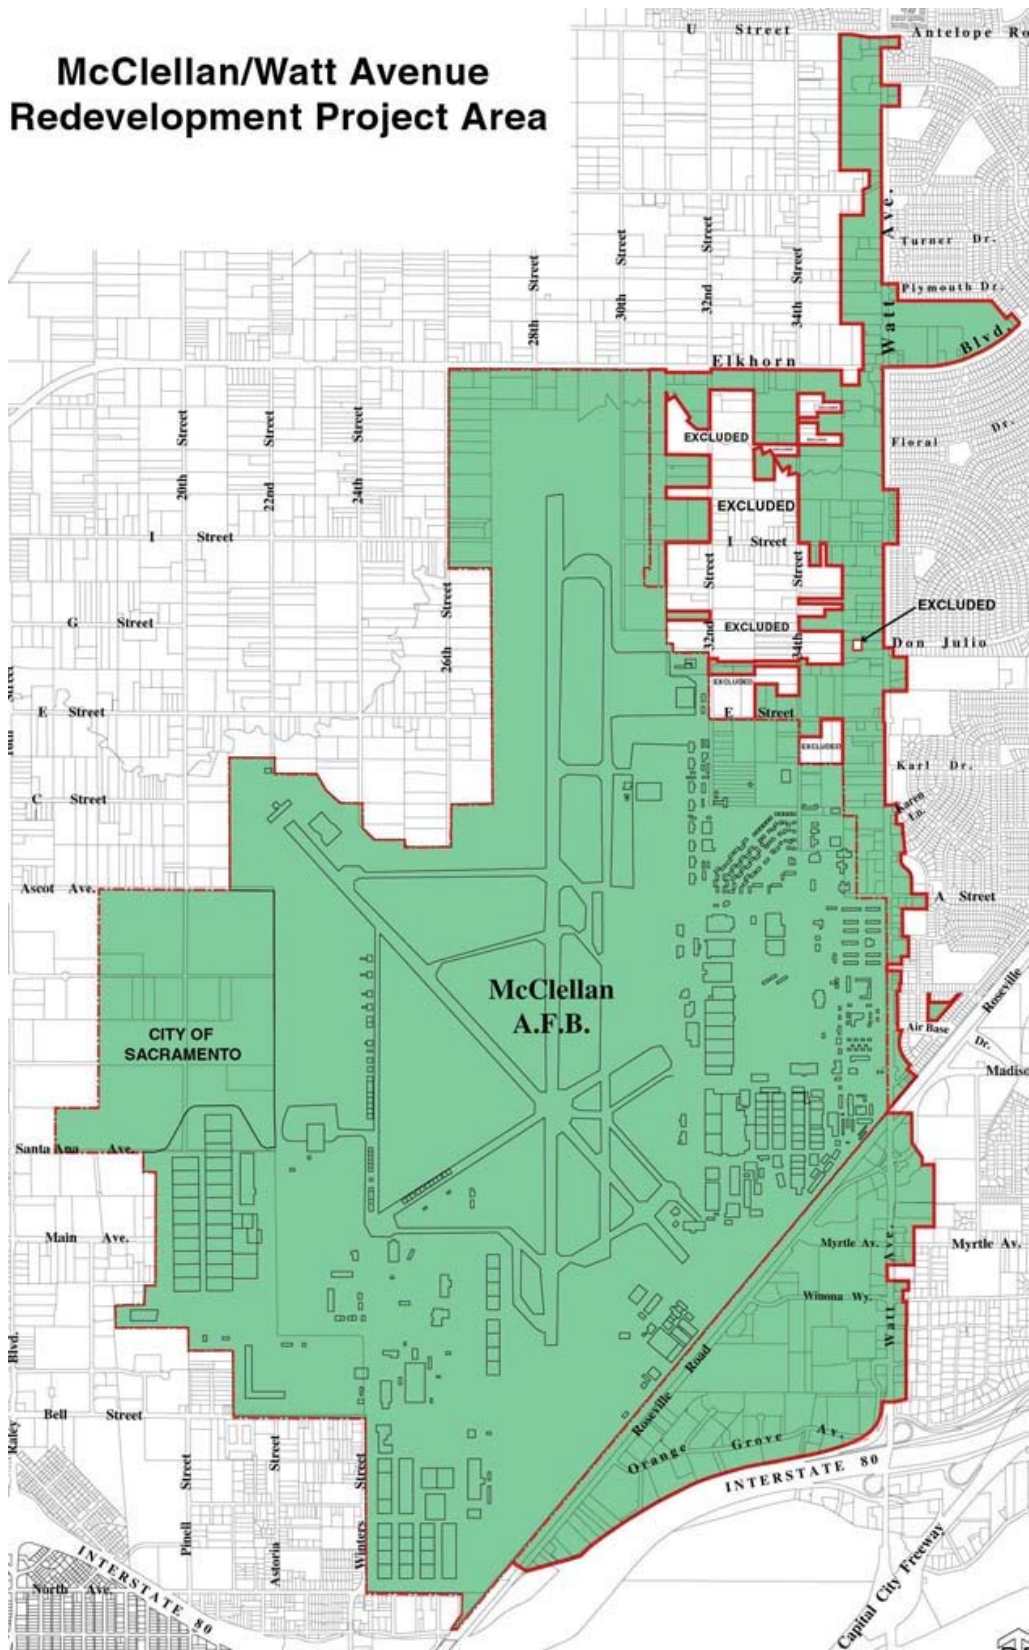 McClellan/Watt Avenue
Redevelopment Project Area
U Street
Antelope Ro
Watt Ave.
Turner Dr.
Plymouth Dr.
Blvd.
28th Street
30th Street
32nd Street
34th Street
Elkhorn
20th Street
22nd Street
24th Street
EXCLUDED
Floral Dr.
EXCLUDED
I Street
I Street
32nd Street
34th Street
26th Street
EXCLUDED
G Street
EXCLUDED
Don Julio
EXCLUDED
E Street
E Street
EXCLUDED
Karl Dr.
C Street
Karen Ln.
Ascot Ave.
A Street
McClellan
A.F.B.
Roseville
CITY OF
SACRAMENTO
Air Base Dr.
Madiso
Santa Ana Ave.
Main Ave.
Myrtle Av.
Myrtle Av.
Winona Wy.
Watt Ave.
Blvd.
Raley
Bell Street
Roseville Road
Orange Grove Av.
INTERSTATE 80
Pinell Street
Astoria Street
Winters Street
INTERSTATE 80
North Ave.
Capital City Freeway